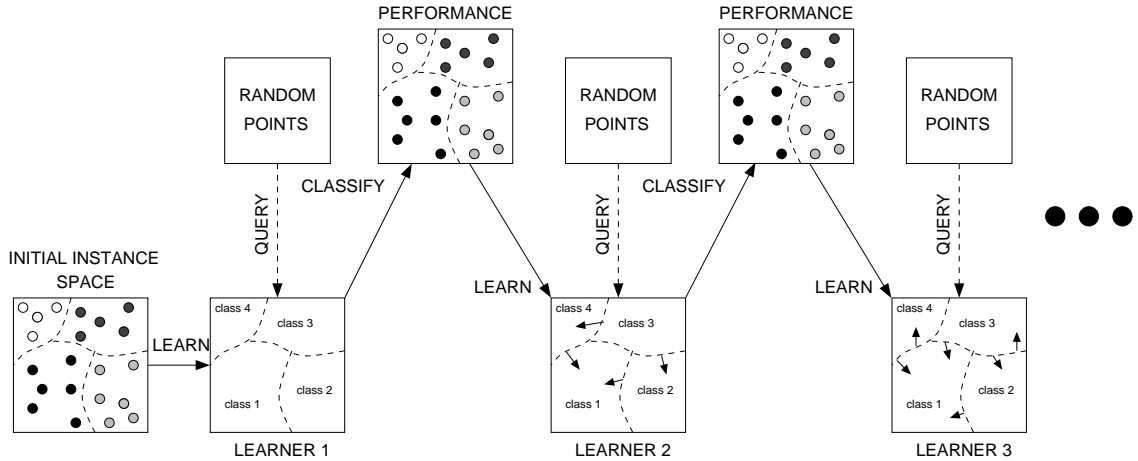 PERFORMANCE
PERFORMANCE
RANDOM
POINTS
RANDOM
POINTS
RANDOM
POINTS
QUERY
CLASSIFY
QUERY
CLASSIFY
QUERY
INITIAL INSTANCE
SPACE
LEARN
LEARN
LEARN
class 4
class 3
class 1
class 2
class 4
class 3
class 1
class 2
class 4
class 3
class 1
class 2
LEARNER 1
LEARNER 2
LEARNER 3